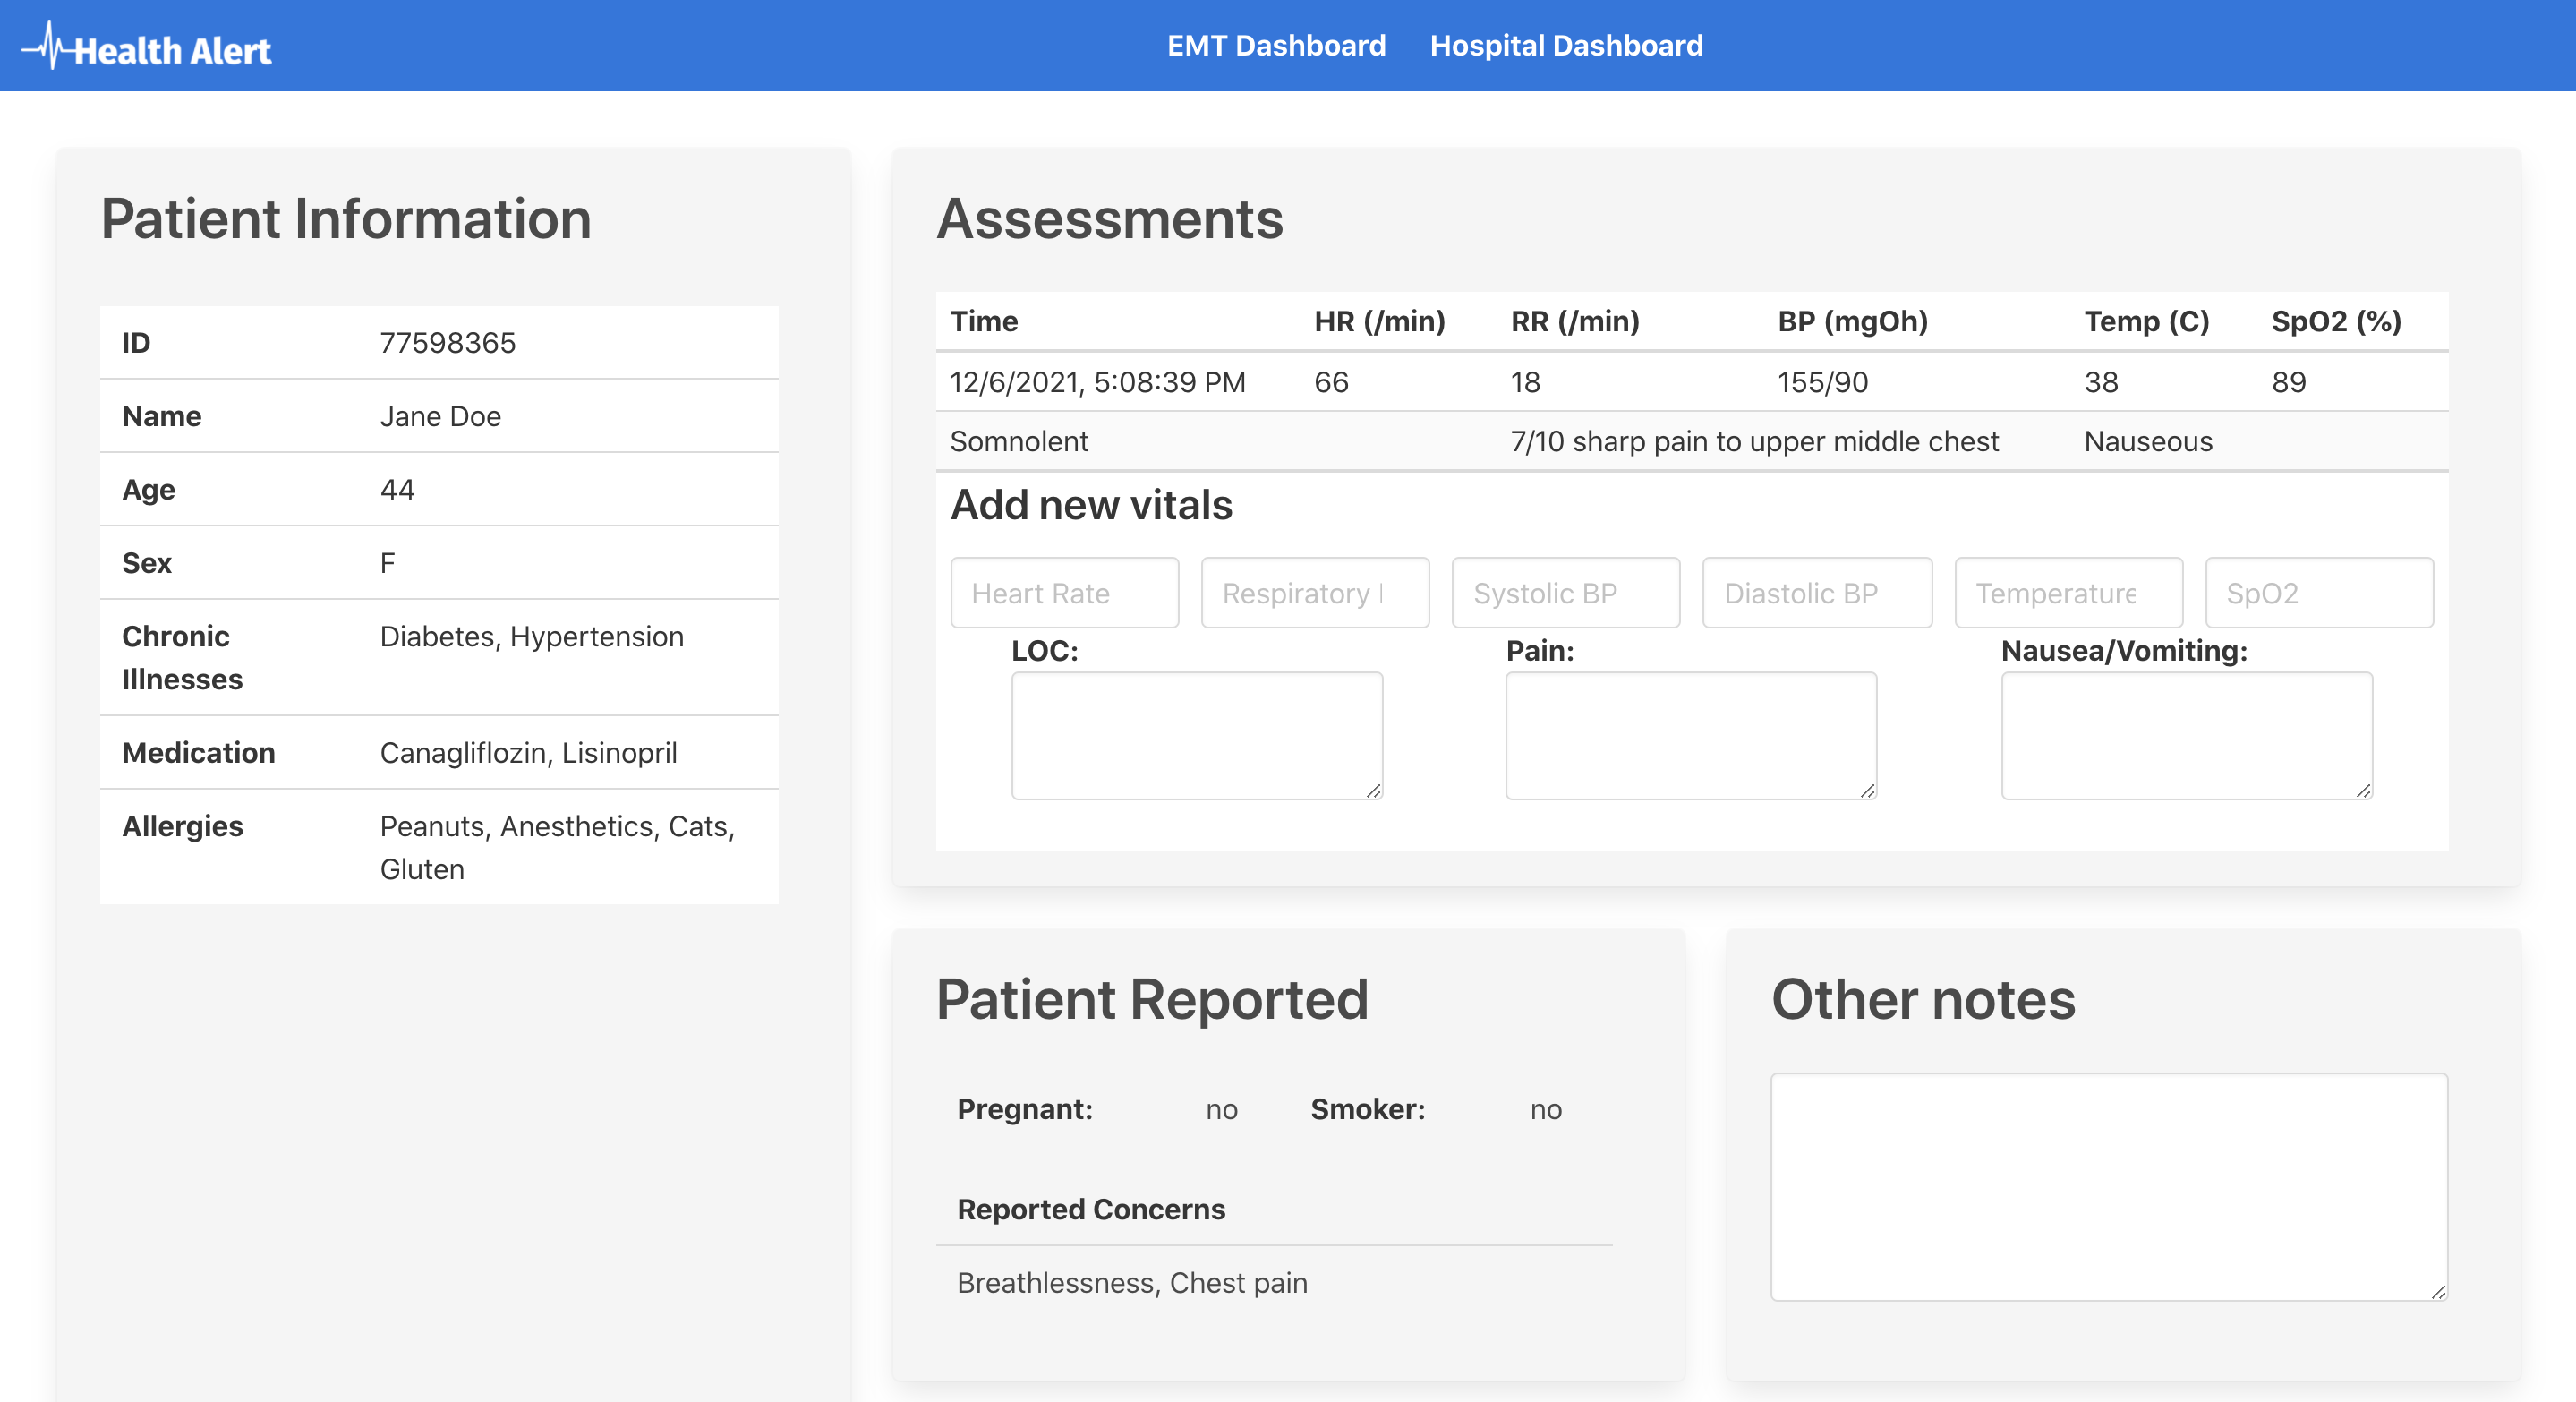 Health Alert
EMT Dashboard Hospital Dashboard
Patient Information
ID 77598365
Name Jane Doe
Age 44
Sex F
Chronic Illnesses Diabetes, Hypertension
Medication Canagliflozin, Lisinopril
Allergies Peanuts, Anesthetics, Cats,
Gluten
Assessments
Time HR (/min) RR (/min) BP (mgOh) Temp (C) SpO2 (%)
12/6/2021, 5:08:39 PM 66 18 155/90 38 89
Somnolent 7/10 sharp pain to upper middle chest Nauseous
Add new vitals
Heart Rate Respiratory Systolic BP Diastolic BP Temperature SpO2
LOC: Pain: Nausea/Vomiting:
Patient Reported
Pregnant: no Smoker: no
Reported Concerns
Breathlessness, Chest pain
Other notes